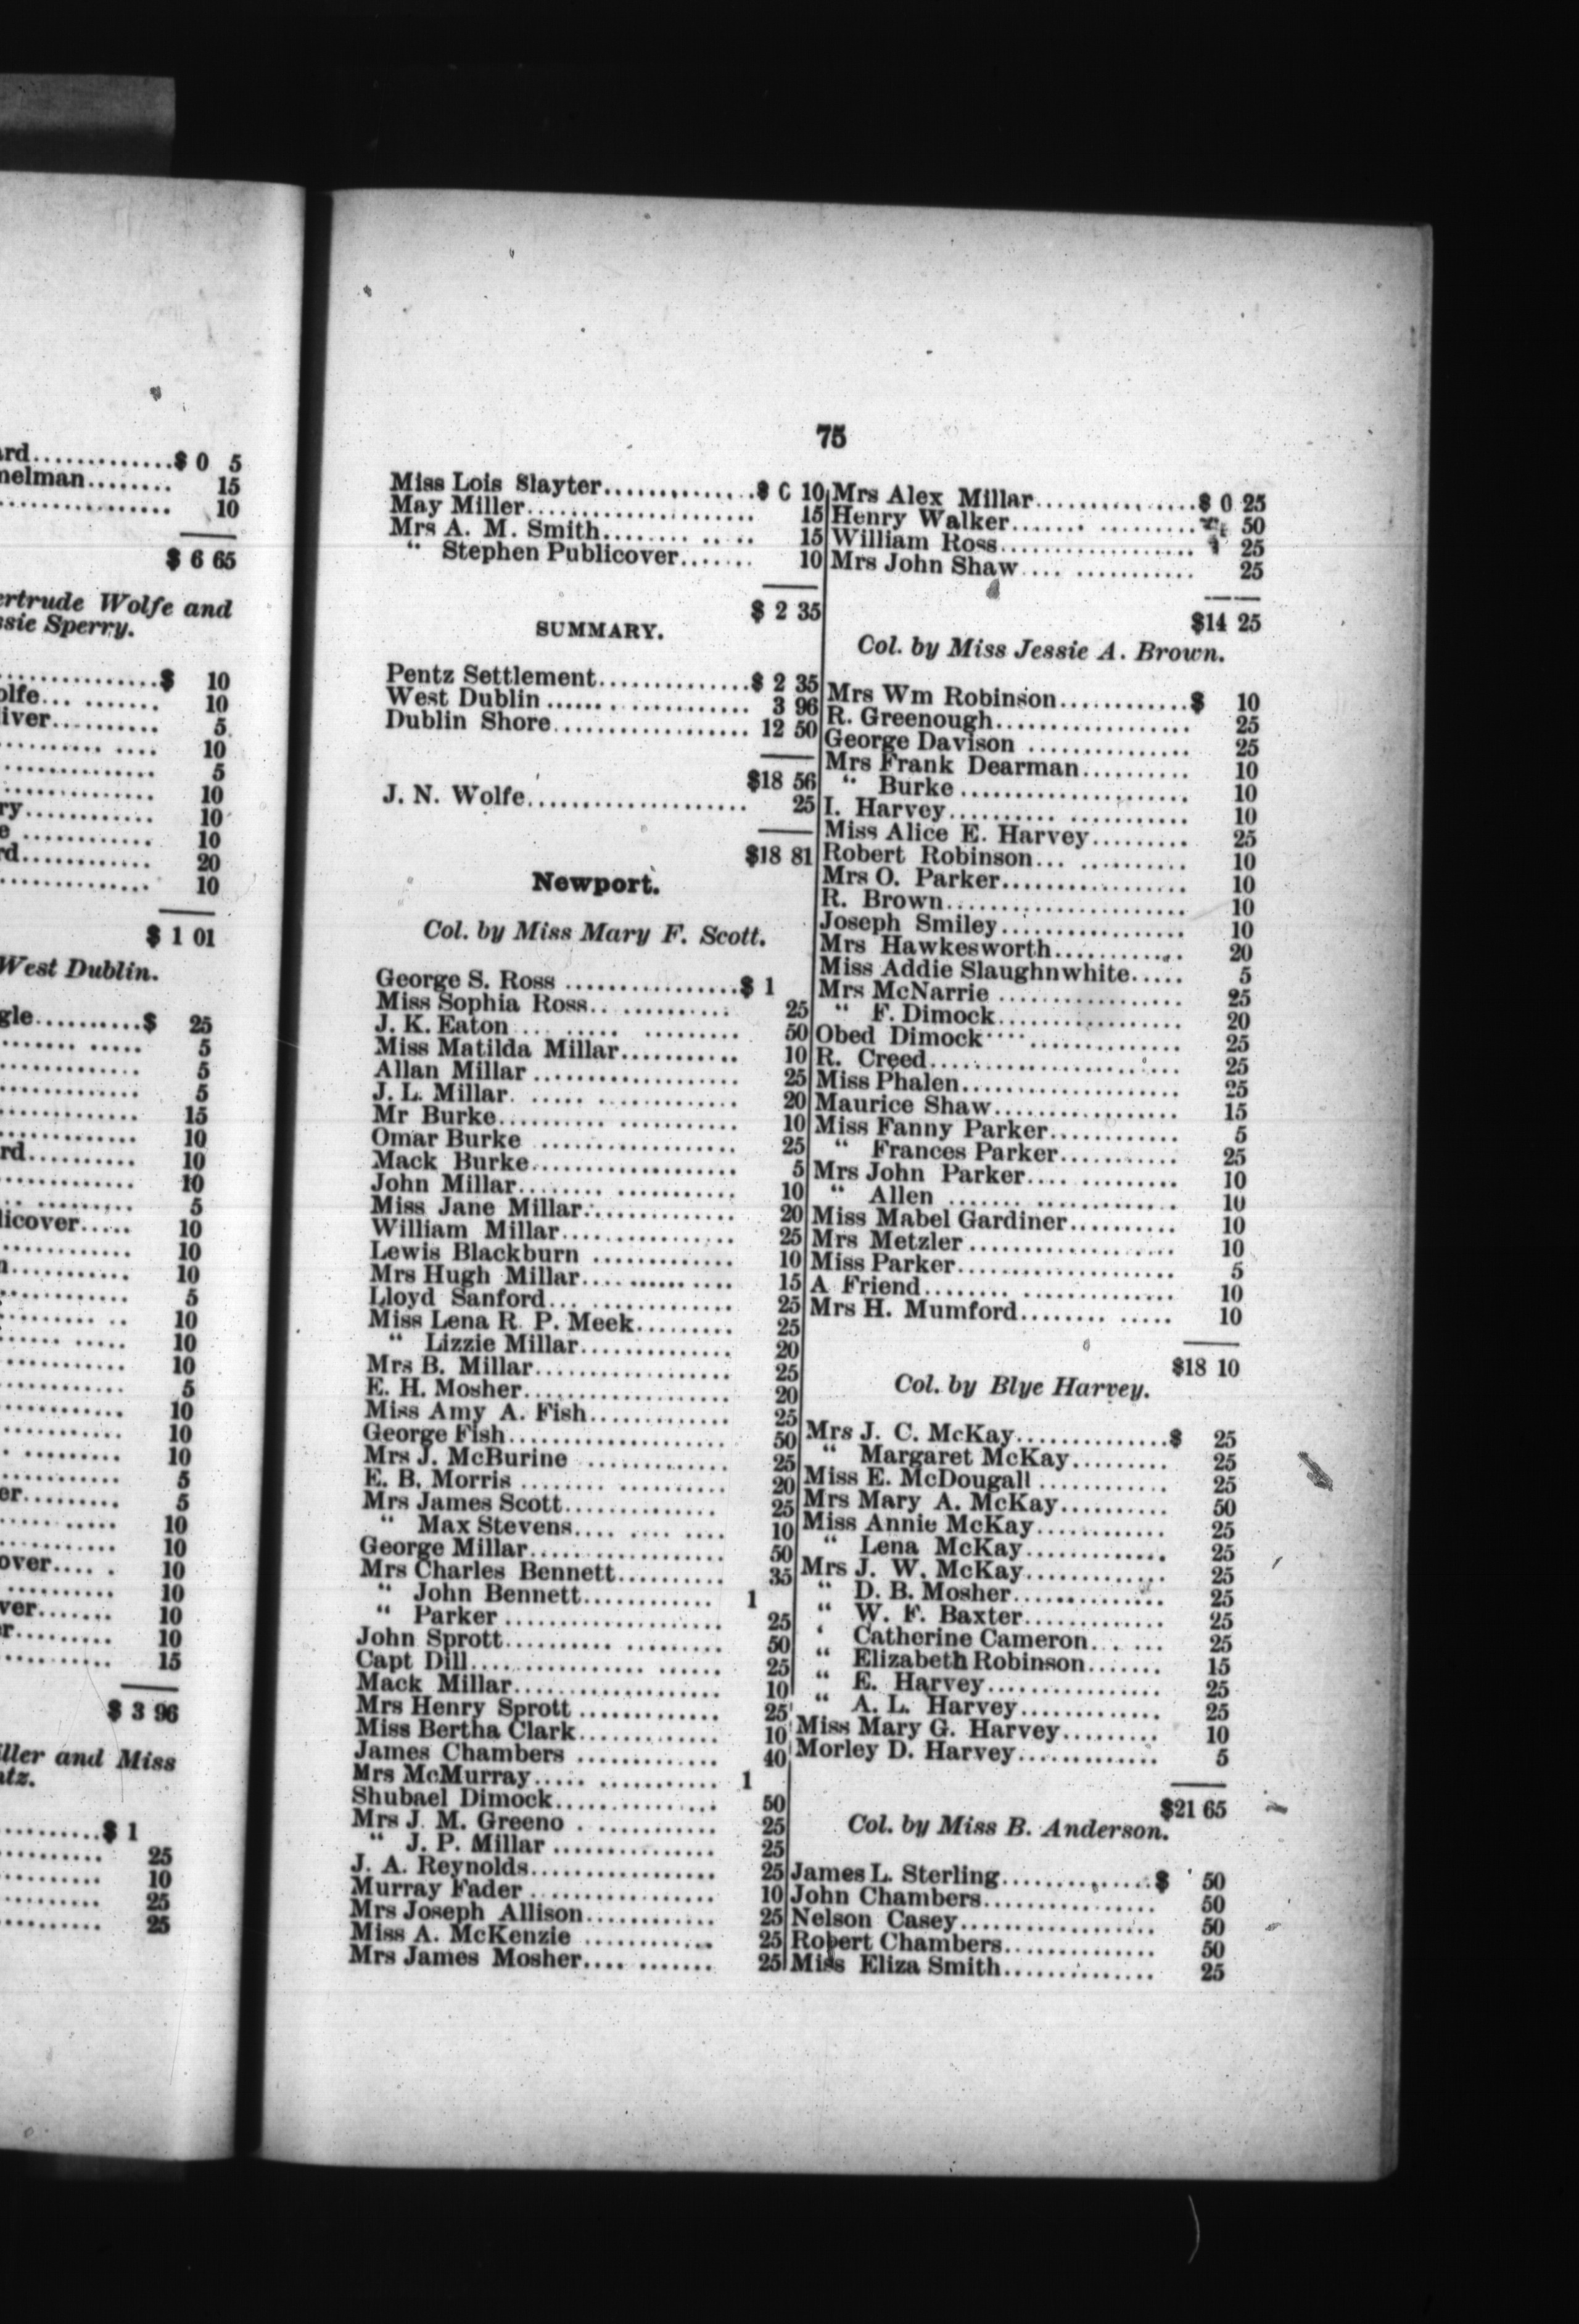 ard.............$ 0 5
nelman........ 15
................ 10
$ 6 65
ertrude Wolfe and
ssie Sperry.
...............$ 10
olfe... ........ 10
iver.......... 5
.......... .... 10
............... 5
............... 10
ry............ 10
e ............ 10
rd............ 20
............... 10
$ 1 01
West Dublin.
gle..........$ 25
........ ..... 5
............. 5
............. 5
............. 15
............. 10
rd.......... 10
............. 10
... ......... 5
licover..... 10
............ 10
n........... 10
............ 5
........ .. 10
...... ..... 10
............ 10
............ 5
............ 10
............ 10
. ......... 10
............ 5
er......... 5
..... ..... 10
........... 10
over.... . 10
.......... 10
ver....... 10
r.......... 10
........... 15
$ 3 96
ller and Miss
ntz.
..........$ 1
.......... 25
.......... 10
.......... 25
.......... 25
75
Miss Lois Slayter..............$ 0 10
May Miller...................... 15
Mrs A. M. Smith........ .. .. 15
“ Stephen Publicover....... 10
$ 2 35
SUMMARY.
Pentz Settlement..............$ 2 35
West Dublin ...... . ............ 3 96
Dublin Shore.................. 12 50
$18 56
J. N. Wolfe.................... 25
$18 81
Newport.
Col. by Miss Mary F. Scott.
George S. Ross ................$ 1
Miss Sophia Ross.. .......... 25
J. K. Eaton ... ..... ......... 50
Miss Matilda Millar........... 10
Allan Millar .................. 25
J. L. Millar. ..... ............. 20
Mr Burke.......... ........... 10
Omar Burke .................. 25
Mack Burke................... 5
John Millar........ ............ 10
Miss Jane Millar.............. 20
William Millar................ 25
Lewis Blackburn ............. 10
Mrs Hugh Millar.... ...... ... 15
Lloyd Sanford... ............. 25
Miss Lena R. P. Meek......... 25
“ Lizzie Millar.............. 20
Mrs B. Millar.................. 25
E. H. Mosher................... 20
Miss Amy A. Fish............. 25
George Fish.................... 50
Mrs J. McBurine ............. 25
E. B. Morris ........ .......... 20
Mrs James Scott.............. 25
“ Max Stevens.... .... .... 10
George Millar.................. 50
Mrs Charles Bennett.......... 35
“ John Bennett............ 1
“ Parker .................... 25
John Sprott.......... ......... 50
Capt Dill.... ............ ...... 25
Mack Millar................... 10
Mrs Henry Sprott ............. 25
Miss Bertha Clark............. 10
James Chambers ............. 40
Mrs McMurray..... ........... 1
Shubael Dimock............... 50
Mrs J. M. Greeno . ........... 25
“ J. P. Millar ............... 25
J. A. Reynolds................. 25
Murray Fader ................. 10
Mrs Joseph Allison............ 25
Miss A. McKenzie ............ 25
Mrs James Mosher.... ....... 25
Mrs Alex Millar...............$ 0 25
Henry Walker....... ......... 50
William Ross.................. 25
Mrs John Shaw.... ........... 25
$14 25
Col. by Miss Jessie A. Brown.
Mrs Wm Robinson............$ 10
R. Greenough.................. 25
George Davison ............... 25
Mrs Frank Dearman.......... 10
“ Burke ..................... 10
I. Harvey.......... ........... 10
Miss Alice E. Harvey......... 25
Robert Robinson... .......... 10
Mrs O. Parker................. 10
R. Brown....................... 10
Joseph Smiley................. 10
Mrs Hawkesworth............ 20
Miss Addie Slaughnwhite..... 5
Mrs McNarrie ................. 25
“ F. Dimock................. 20
Obed Dimock.... .............. 25
R. Creed........................ 25
Miss Phalen.................... 25
Maurice Shaw................. 15
Miss Fanny Parker............ 5
“ Frances Parker........... 25
Mrs John Parker.... ......... 10
“ Allen ....... ............. 10
Miss Mabel Gardiner.......... 10
Mrs Metzler ................... 10
Miss Parker.................... 5
A Friend........ .............. 10
Mrs H. Mumford........ ..... 10
$18 10
Col. by Blye Harvey.
Mrs J. C. McKay..............$ 25
“ Margaret McKay......... 25
Miss E. McDougall ............ 25
Mrs Mary A. McKay.......... 50
Miss Annie McKay............ 25
“ Lena McKay............. 25
Mrs J. W. McKay............. 25
“ D. B. Mosher.............. 25
“ W. F. Baxter............. 25
‘ Catherine Cameron... ... 25
“ Elizabeth Robinson....... 15
“ E. Harvey................ 25
“ A. L. Harvey............. 25
Miss Mary G. Harvey......... 10
Morley D. Harvey............. 5
$21 65
Col. by Miss B. Anderson.
James L. Sterling..............$ 50
John Chambers................ 50
Nelson Casey................... 50
Robert Chambers.............. 50
Miss Eliza Smith.............. 25